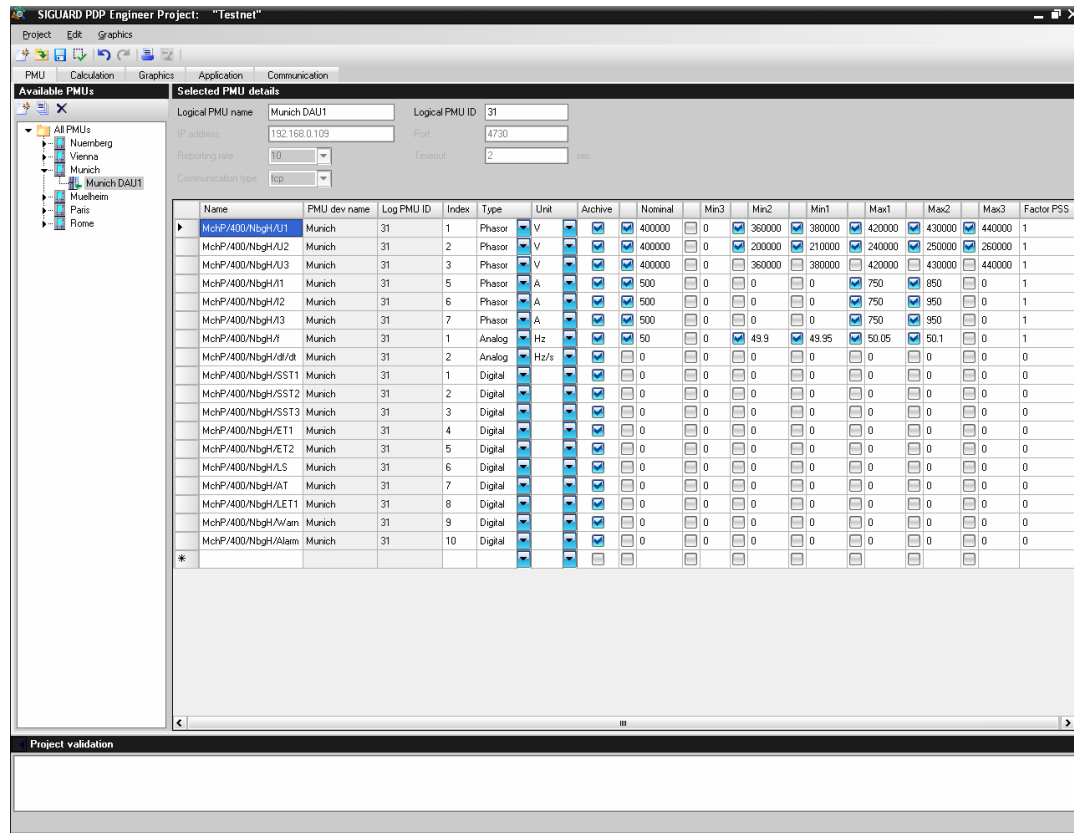 SIGUARD PDP Engineer Project: "Testnet"
Project Edit Graphics
PMU Calculation Graphics Application Communication
Available PMUs
All PMUs
Nuernberg
Vienna
Munich
Munich DAU1
Muelheim
Paris
Rome
Selected PMU details
Logical PMU name Munich DAU1 Logical PMU ID 31
IP address 192.168.0.109 Port 4730
Reporting rate 10 Timeout 2 sec
Communication type tcp
Name PMU dev name Log PMU ID Index Type Unit Archive Nominal Min3 Min2 Min1 Max1 Max2 Max3 Factor PSS
MchP/400/NbgH/U1 Munich 31 1 Phasor V 400000 0 360000 380000 420000 430000 440000 1
MchP/400/NbgH/U2 Munich 31 2 Phasor V 400000 0 200000 210000 240000 250000 260000 1
MchP/400/NbgH/U3 Munich 31 3 Phasor V 400000 0 360000 380000 420000 430000 440000 1
MchP/400/NbgH/I1 Munich 31 5 Phasor A 500 0 0 0 750 850 0 1
MchP/400/NbgH/I2 Munich 31 6 Phasor A 500 0 0 0 750 950 0 1
MchP/400/NbgH/I3 Munich 31 7 Phasor A 500 0 0 0 750 950 0 1
MchP/400/NbgH/f Munich 31 1 Analog Hz 50 0 49.9 49.95 50.05 50.1 0 1
MchP/400/NbgH/df/dt Munich 31 2 Analog Hz/s 0 0 0 0 0 0 0 0
MchP/400/NbgH/SST1 Munich 31 1 Digital 0 0 0 0 0 0 0 0
MchP/400/NbgH/SST2 Munich 31 2 Digital 0 0 0 0 0 0 0 0
MchP/400/NbgH/SST3 Munich 31 3 Digital 0 0 0 0 0 0 0 0
MchP/400/NbgH/ET1 Munich 31 4 Digital 0 0 0 0 0 0 0 0
MchP/400/NbgH/ET2 Munich 31 5 Digital 0 0 0 0 0 0 0 0
MchP/400/NbgH/LS Munich 31 6 Digital 0 0 0 0 0 0 0 0
MchP/400/NbgH/AT Munich 31 7 Digital 0 0 0 0 0 0 0 0
MchP/400/NbgH/LET1 Munich 31 8 Digital 0 0 0 0 0 0 0 0
MchP/400/NbgH/Warn Munich 31 9 Digital 0 0 0 0 0 0 0 0
MchP/400/NbgH/Alarm Munich 31 10 Digital 0 0 0 0 0 0 0 0
Project validation